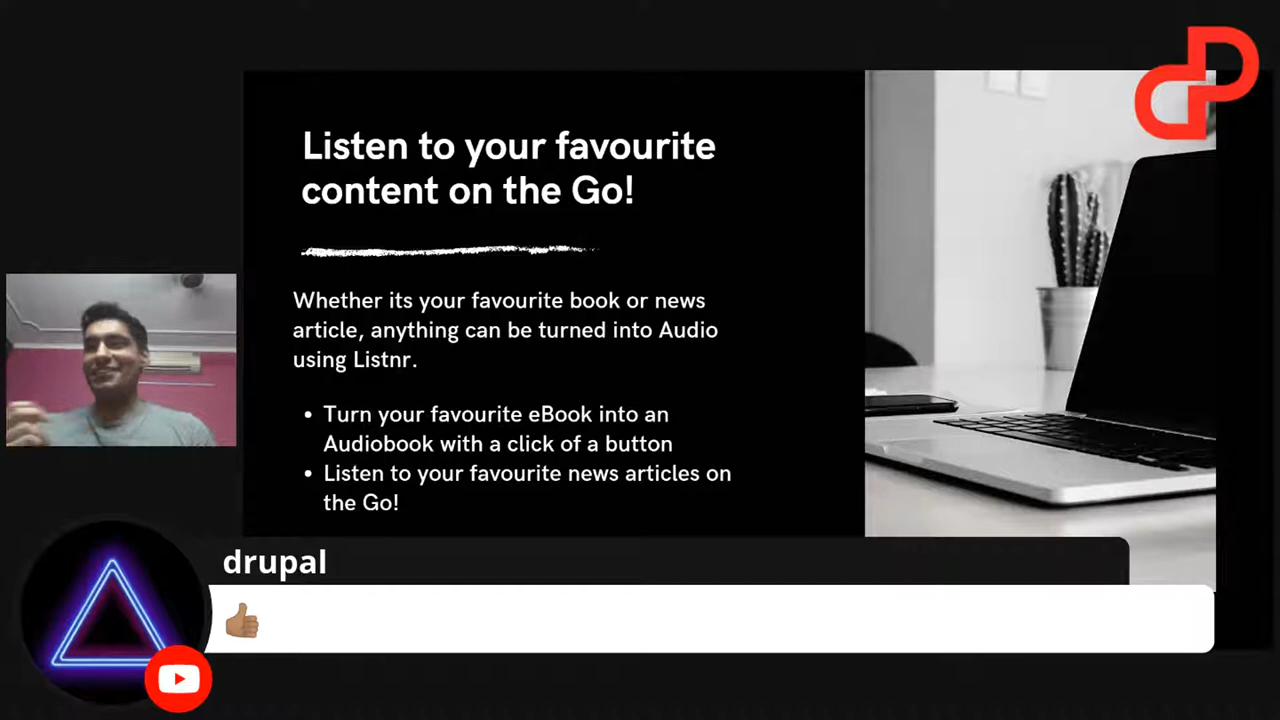 Listen to your favourite
content on the Go!
Whether its your favourite book or news
article, anything can be turned into Audio
using Listnr.
• Turn your favourite eBook into an
Audiobook with a click of a button
• Listen to your favourite news articles on
the Go!
drupal
👍🏽